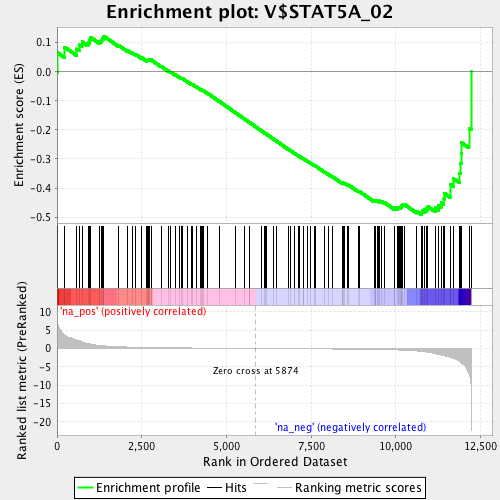 Enrichment plot: V$STAT5A_02
Enrichment score (ES)
0.1
0.0
-0.1
-0.2
-0.3
-0.4
-0.5
'na_pos' (positively correlated)
Ranked list metric (PreRanked)
10
5
0
-5
-10
-15
-20
Zero cross at 5874
'na_neg' (negatively correlated)
0
2,500
5,000
7,500
10,000
12,500
Rank in Ordered Dataset
Enrichment profile
Hits
Ranking metric scores